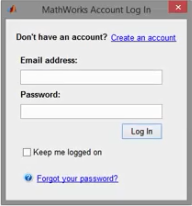 MathWorks Account Log In
Don't have an account? Create an account
Email address:
Password:
Log In
Keep me logged on
Forgot your password?